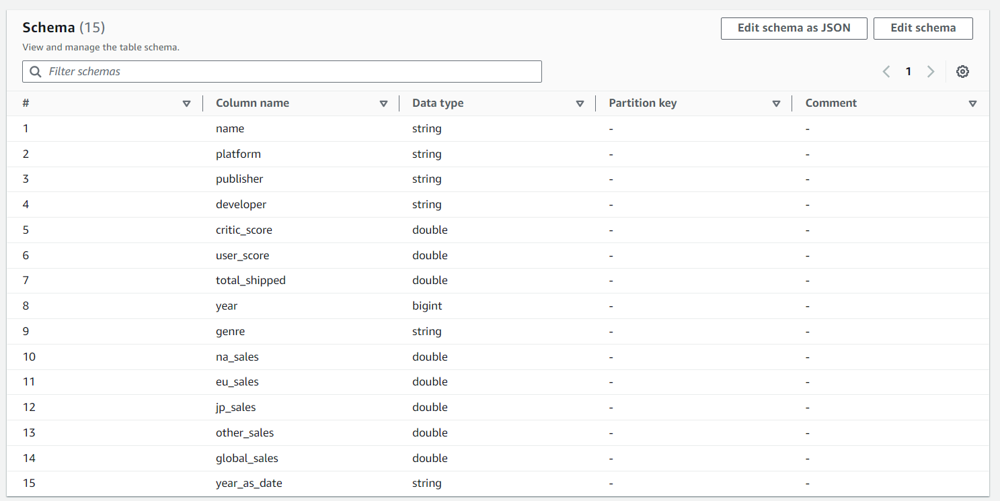 Schema (15)
Edit schema as JSON
Edit schema
View and manage the table schema.
Filter schemas
1
# Column name Data type Partition key Comment
1 name string - -
2 platform string - -
3 publisher string - -
4 developer string - -
5 critic_score double - -
6 user_score double - -
7 total_shipped double - -
8 year bigint - -
9 genre string - -
10 na_sales double - -
11 eu_sales double - -
12 jp_sales double - -
13 other_sales double - -
14 global_sales double - -
15 year_as_date string - -